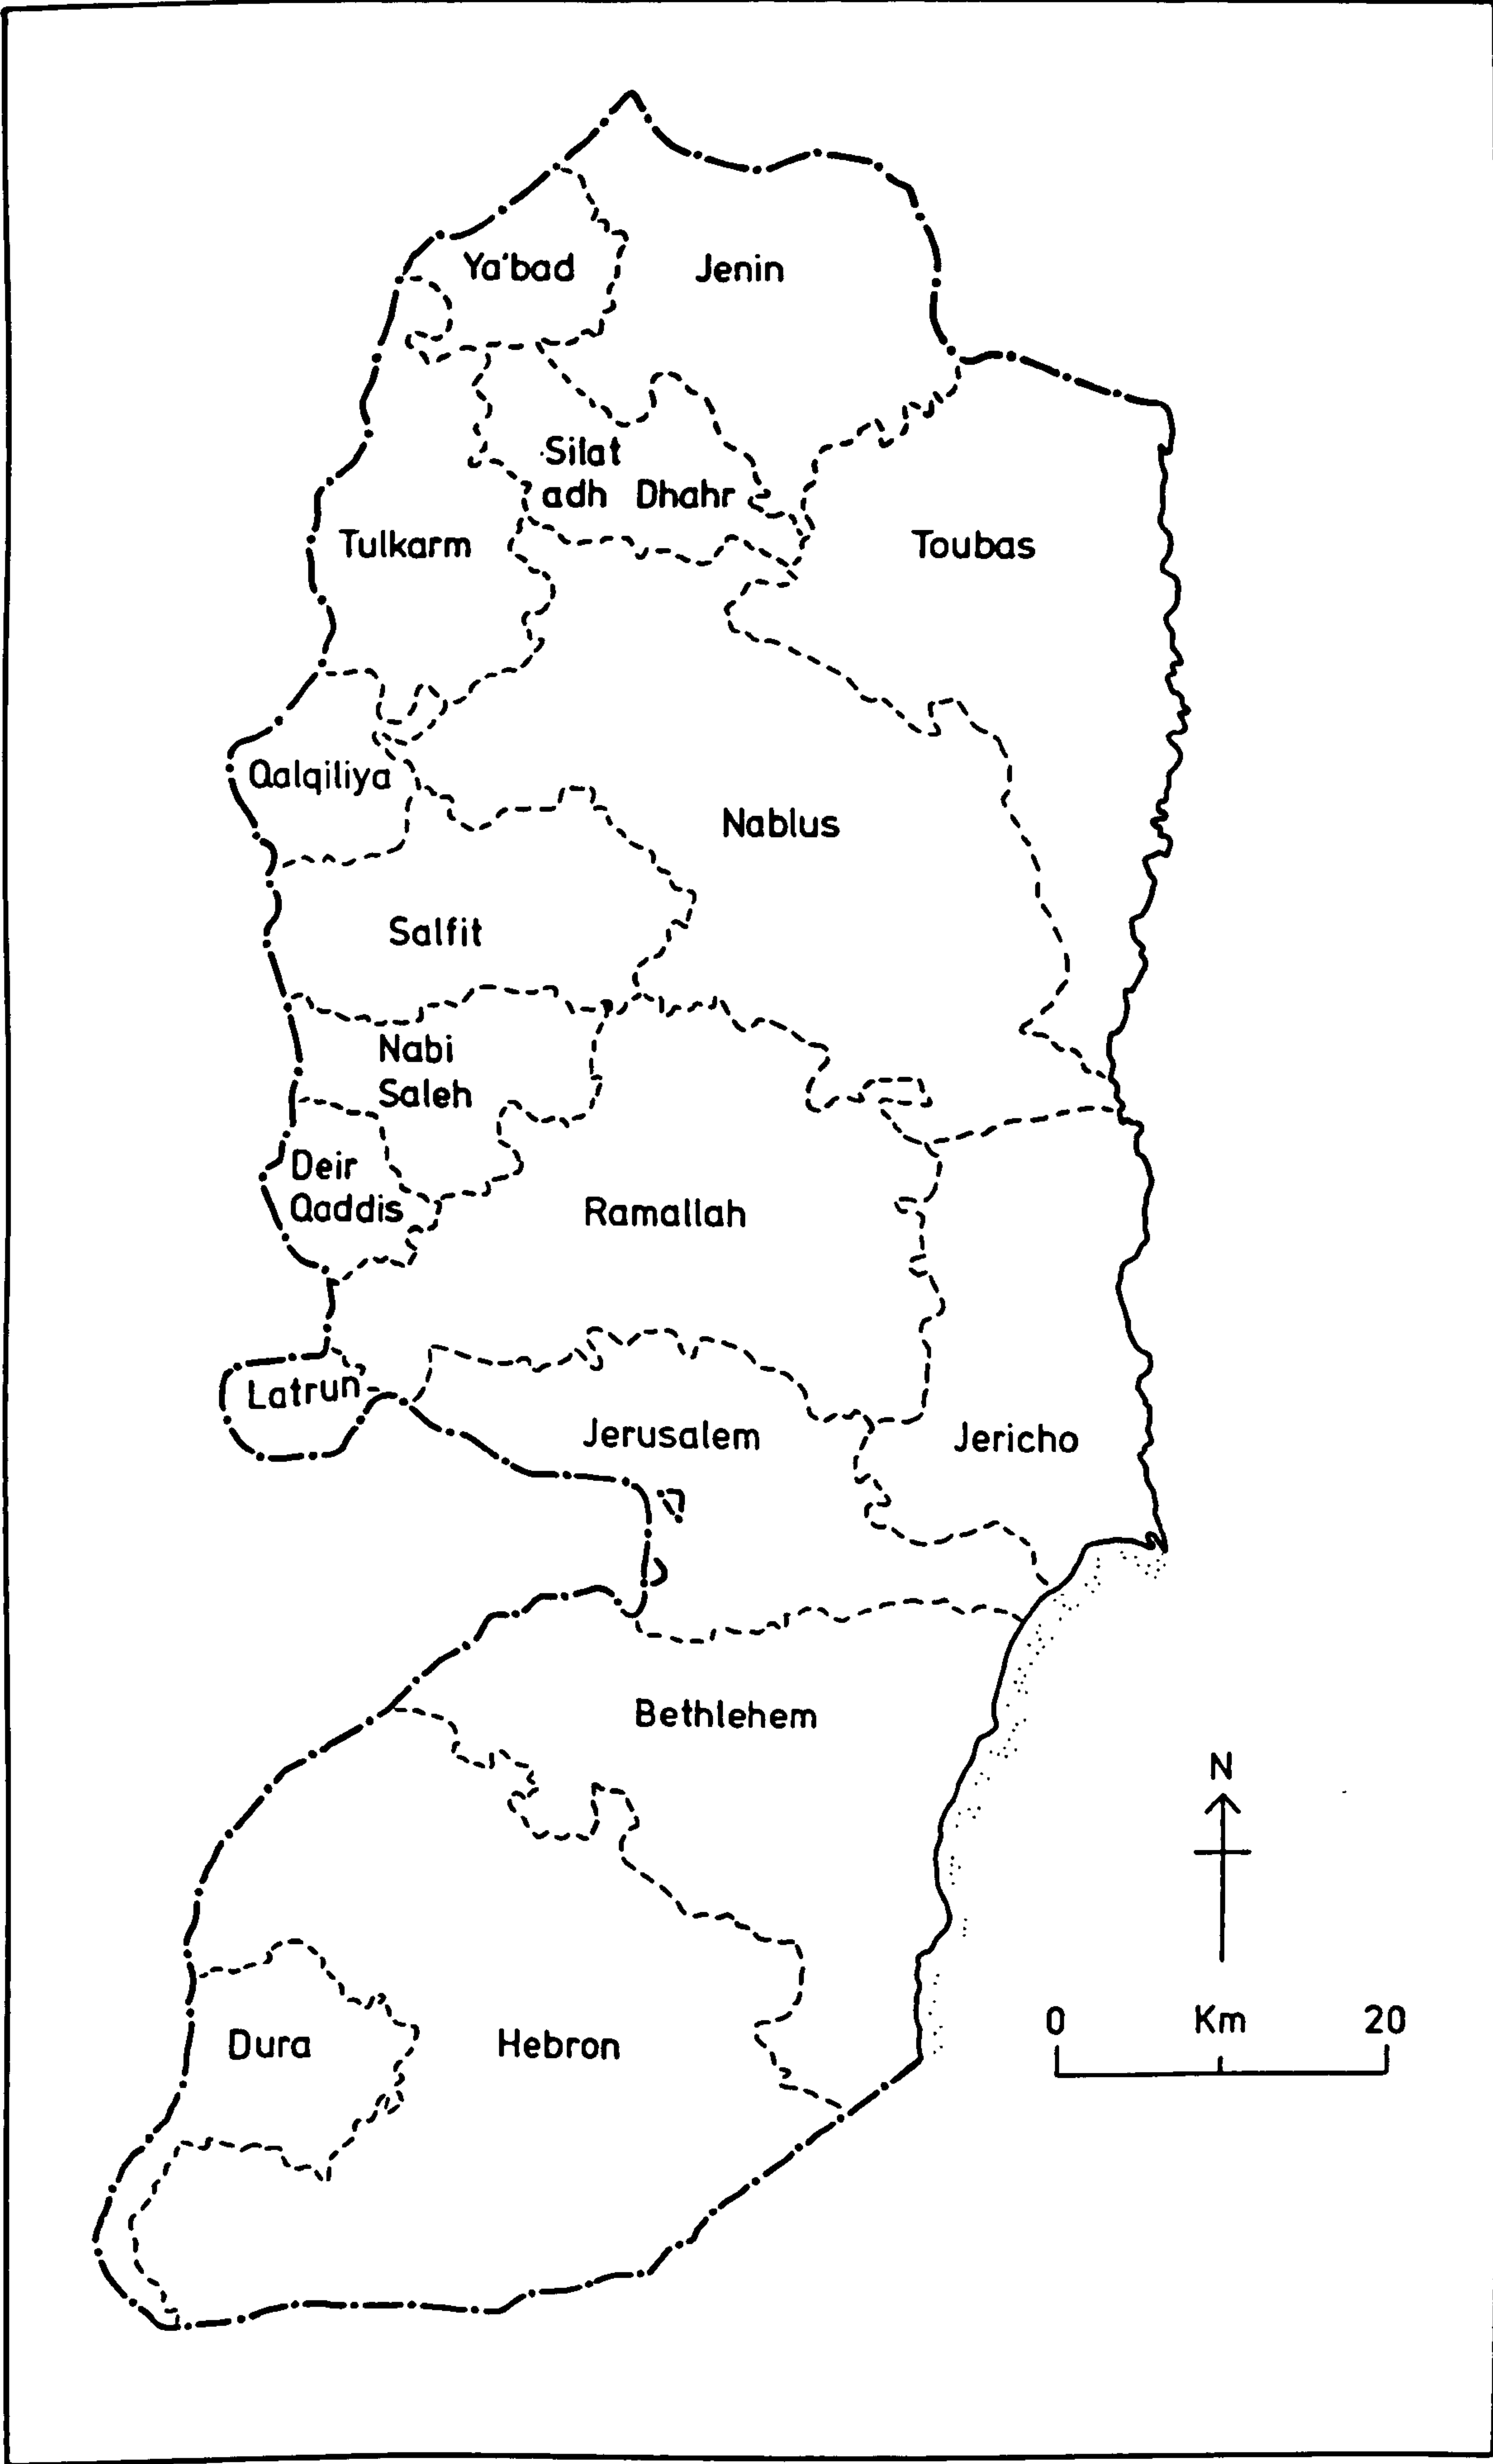 Ya'bad
Jenin
Silat
adh Dhahr
Tulkarm
Toubas
Qalqiliya
Nablus
Salfit
Nabi
Saleh
Deir
Qaddis
Ramallah
Latrun
Jerusalem
Jericho
Bethlehem
N
0 Km 20
Dura
Hebron